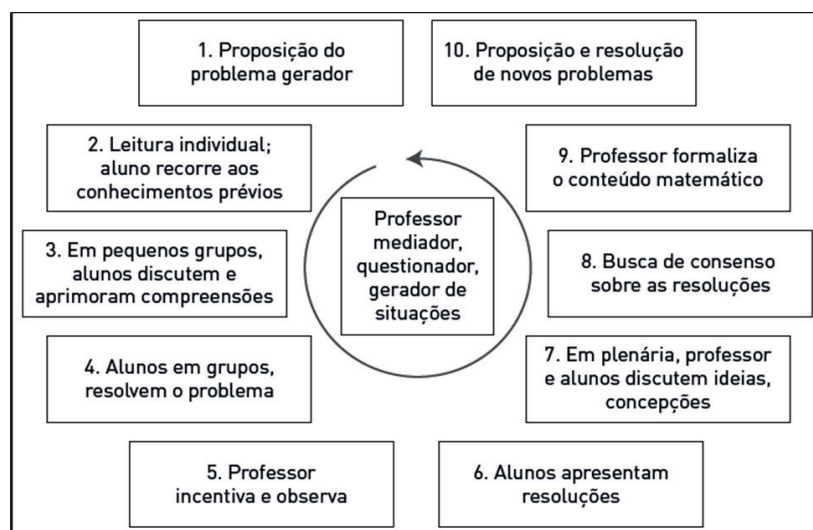 1. Proposição do
problema gerador
10. Proposição e resolução
de novos problemas
2. Leitura individual;
aluno recorre aos
conhecimentos prévios
9. Professor formaliza
o conteúdo matemático
Professor
mediador,
questionador,
gerador de
situações
3. Em pequenos grupos,
alunos discutem e
aprimoram compreensões
8. Busca de consenso
sobre as resoluções
4. Alunos em grupos,
resolvem o problema
7. Em plenária, professor
e alunos discutem ideias,
concepções
5. Professor
incentiva e observa
6. Alunos apresentam
resoluções